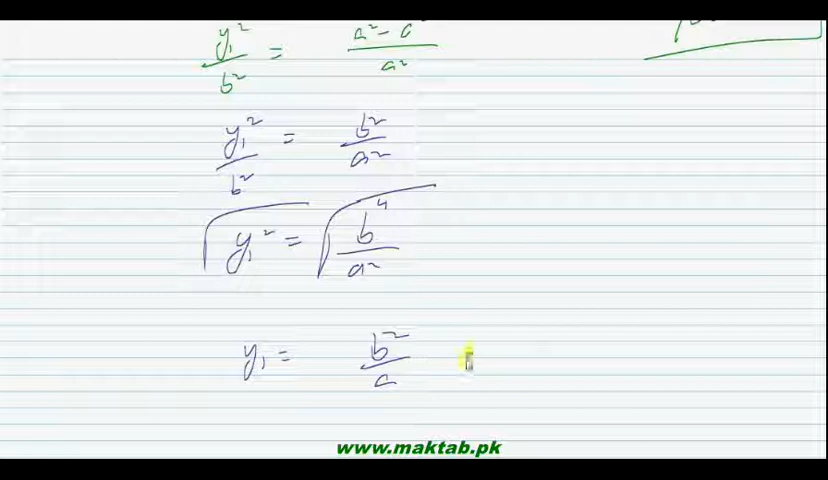 y₁²/b² = a² - c²/a²
y₁²/b² = b²/a²
√y₁² = √b⁴/a²
y₁ = b²/a
www.maktab.pk